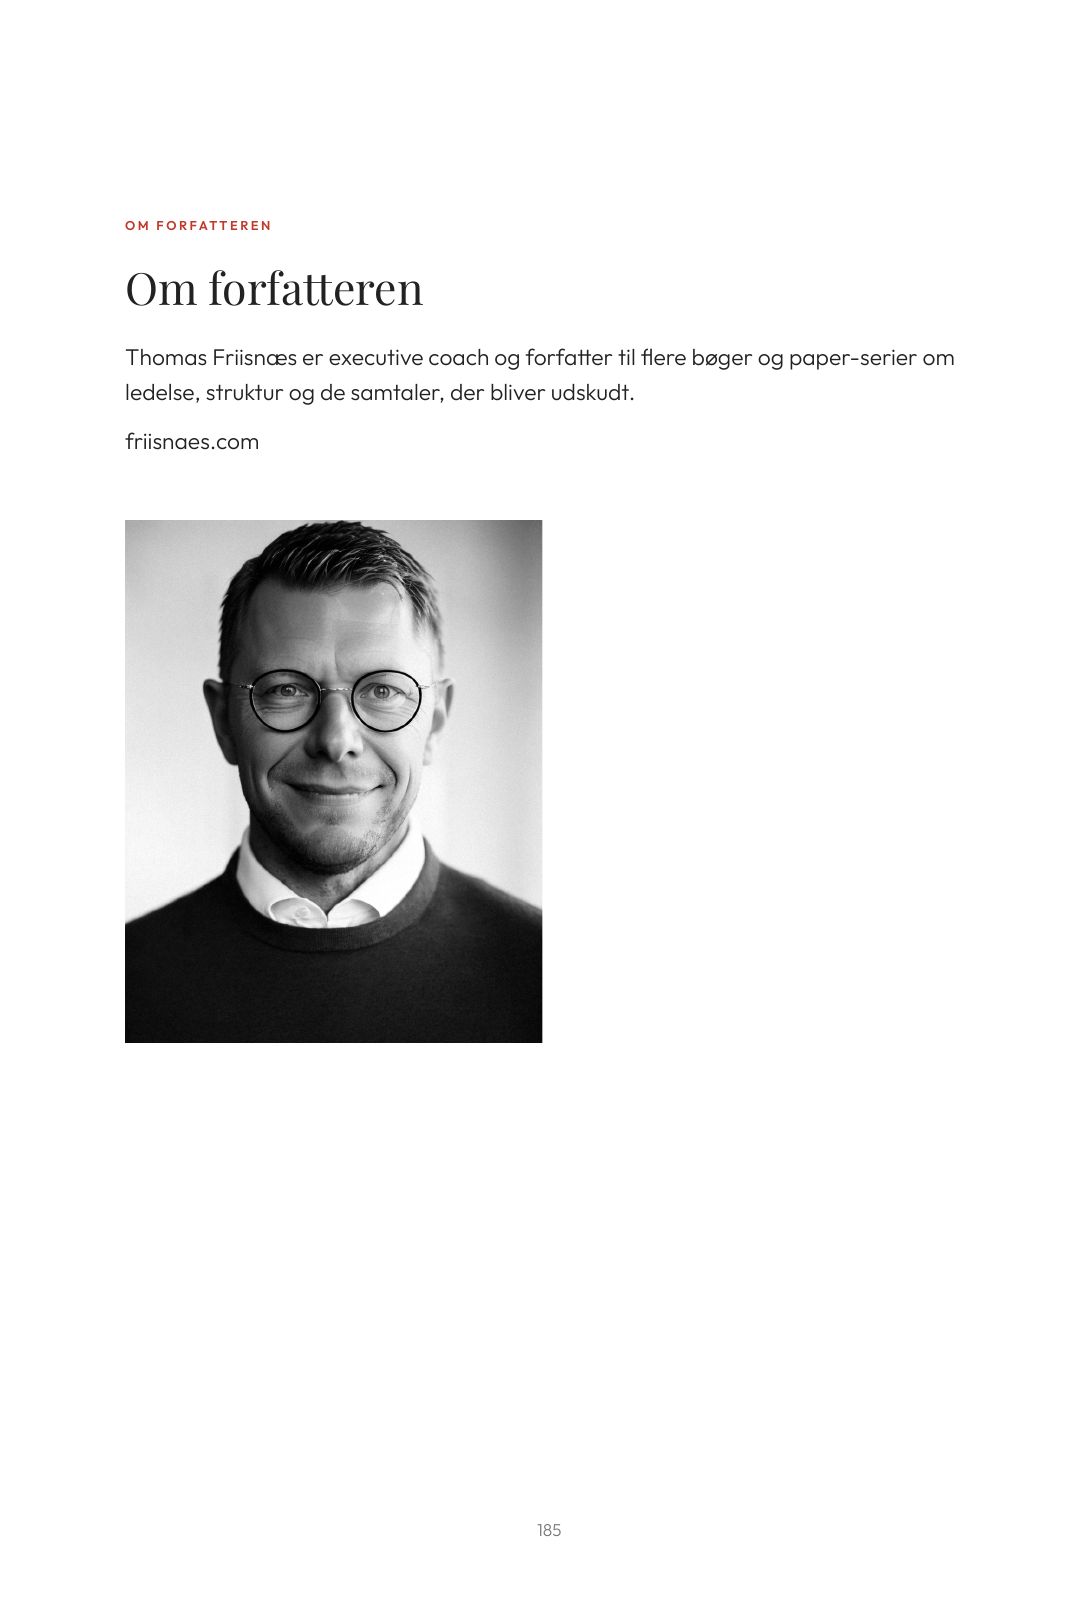 OM FORFATTEREN
Om forfatteren
Thomas Friisnæs er executive coach og forfatter til flere bøger og paper-serier om
ledelse, struktur og de samtaler, der bliver udskudt.
friisnaes.com
185